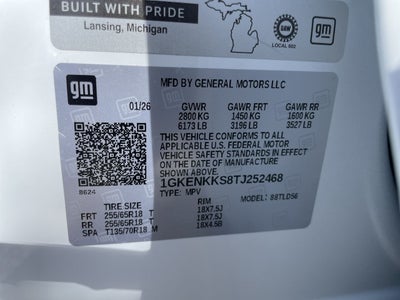 BUILT WITH PRIDE
Lansing, Michigan
UAW
LOCAL 602
gm
gm
MFD BY GENERAL MOTORS LLC
01/26 GVWR GAWR FRT GAWR RR
2800 KG 1450 KG 1600 KG
6173 LB 3196 LB 3527 LB
THIS VEHICLE CONFORMS TO ALL
APPLICABLE U.S. FEDERAL MOTOR
VEHICLE SAFETY STANDARDS IN EFFECT
ON THE DATE OF MANUFACTURE
SHOWN ABOVE.
1GKENKKS8TJ252468
8624
TYPE: MPV MODEL: 88TLD56
TIRE SIZE RIM
FRT 255/65R18 T 18X7.5J
RR 255/65R18 T 18X7.5J
SPA T135/70R18 M 18X4.5B